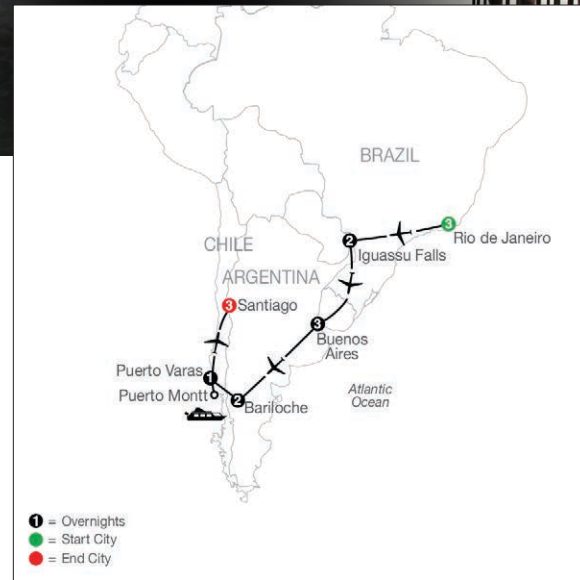 BRAZIL
3
Rio de Janeiro
2
Iguassu Falls
CHILE
ARGENTINA
3 Santiago
3
Buenos
Aires
Puerto Varas
1
Puerto Montt
2
Bariloche
Atlantic
Ocean
1 = Overnights
= Start City
= End City